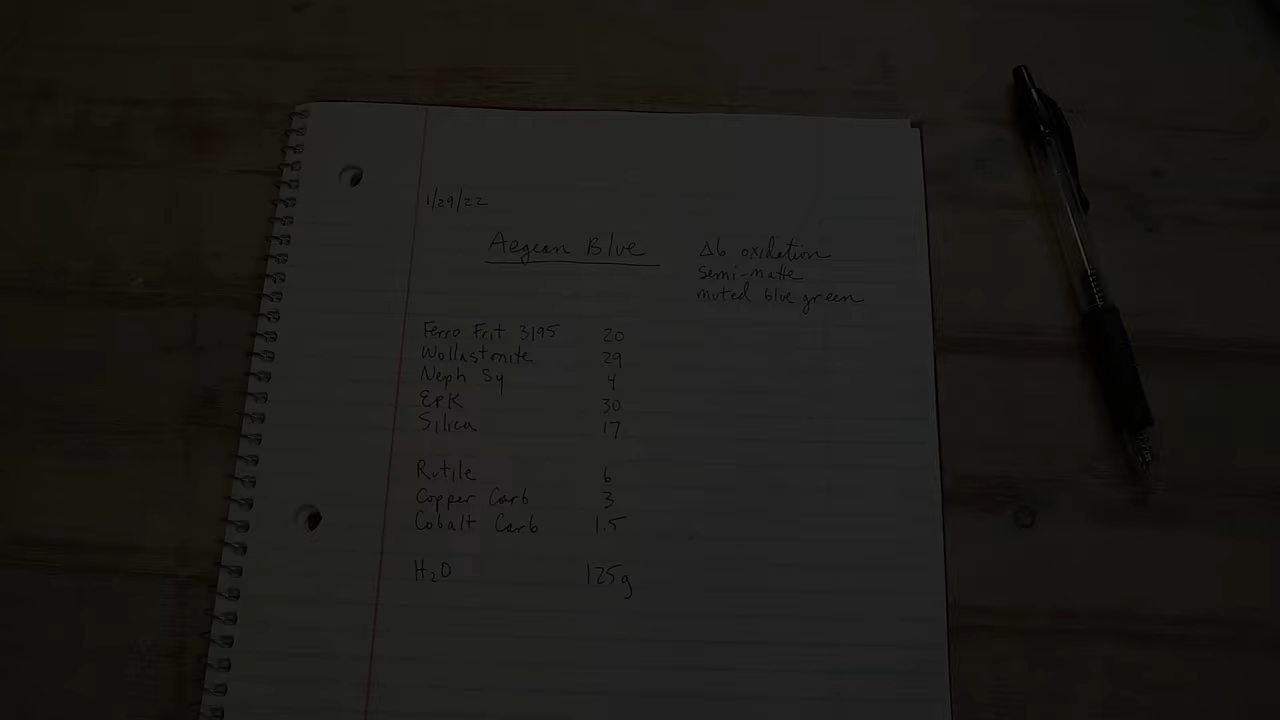 1/29/22
Aegean Blue
Δ6 oxidation
semi-matte
muted blue green
Ferro Frit 3195 20
Wollastonite 29
Neph Sy 4
EPK 30
Silica 17
Rutile 6
Copper Carb 3
Cobalt Carb 1.5
H₂O 125g